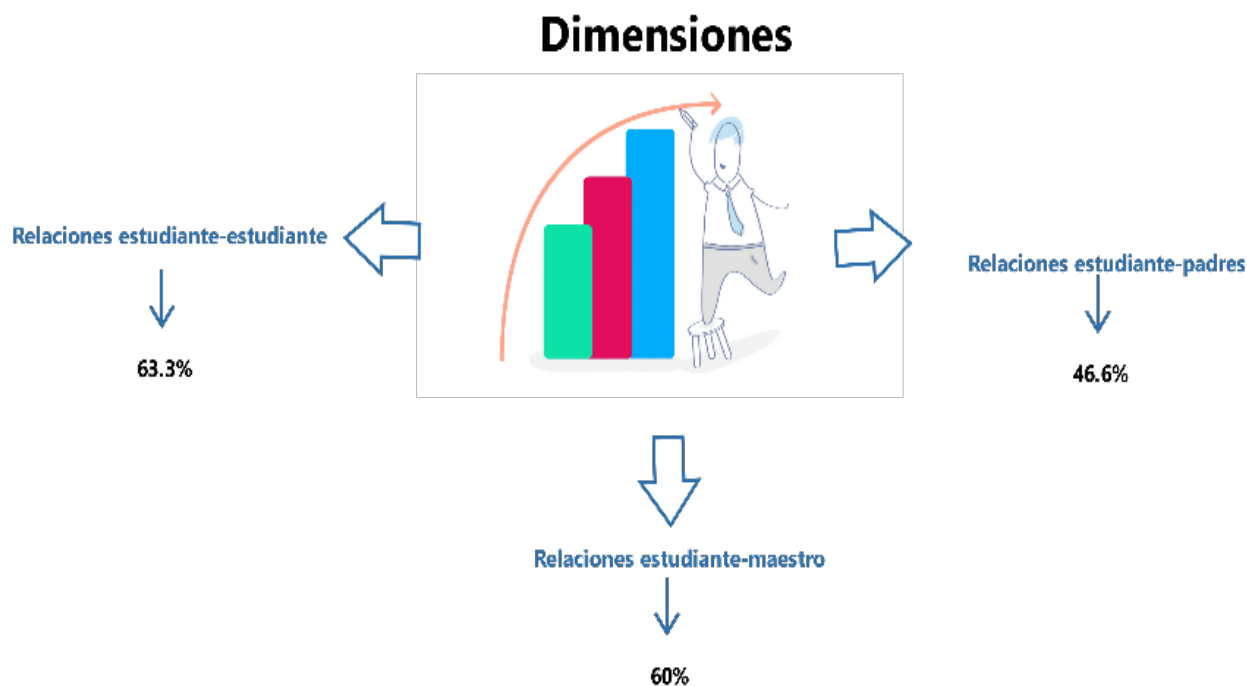 Dimensiones
Relaciones estudiante-estudiante
63.3%
Relaciones estudiante-padres
46.6%
Relaciones estudiante-maestro
60%